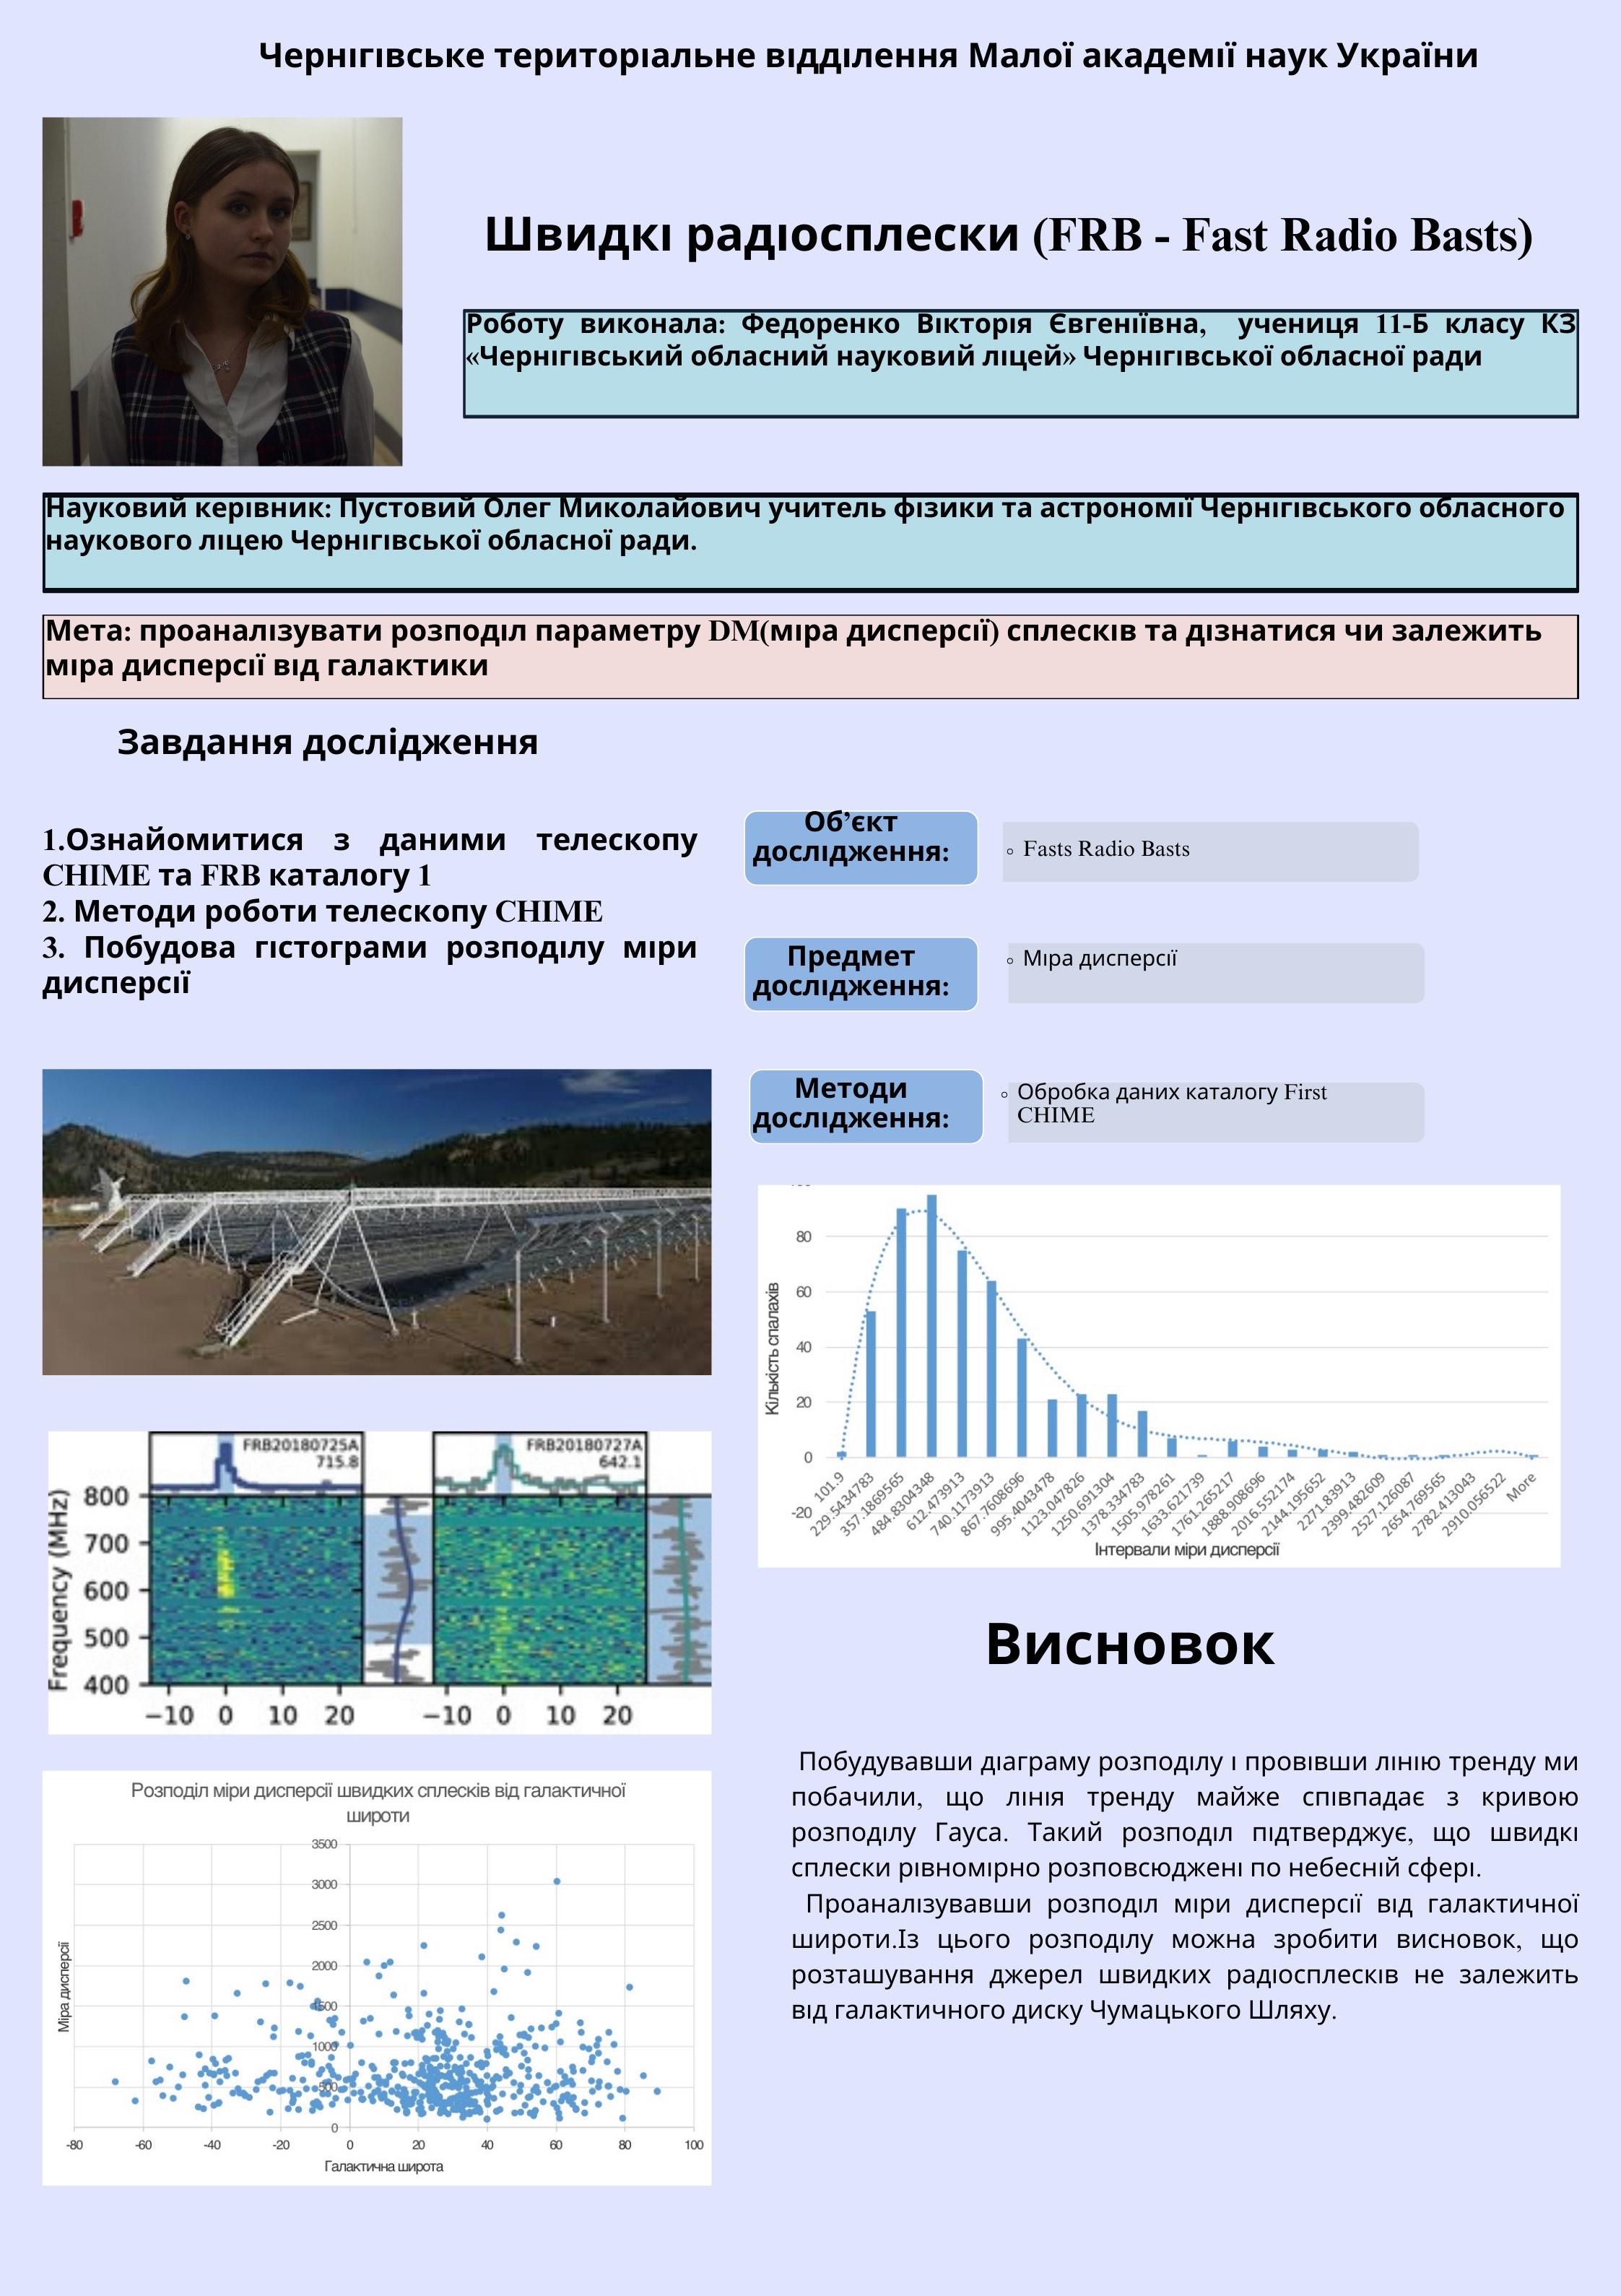 Чернігівське територіальне відділення Малої академії наук України
Швидкі радіосплески (FRB - Fast Radio Basts)
Роботу виконала: Федоренко Вікторія Євгеніївна, учениця 11-Б класу КЗ
«Чернігівський обласний науковий ліцей» Чернігівської обласної ради
Науковий керівник: Пустовий Олег Миколайович учитель фізики та астрономії Чернігівського обласного
наукового ліцею Чернігівської обласної ради.
Мета: проаналізувати розподіл параметру DM(міра дисперсії) сплесків та дізнатися чи залежить
міра дисперсії від галактики
Завдання дослідження
1.Ознайомитися з даними телескопу
CHIME та FRB каталогу 1
2. Методи роботи телескопу CHIME
3. Побудова гістограми розподілу міри
дисперсії
Об’єкт
дослідження:
Fasts Radio Basts
Предмет
дослідження:
Міра дисперсії
Методи
дослідження:
Обробка даних каталогу First
CHIME
Кількість спалахів
80
60
40
20
0
-20
101.9
229.5434783
357.1869565
484.8304348
612.473913
740.1173913
867.7608696
995.4043478
1123.047826
1250.691304
1378.334783
1505.978261
1633.621739
1761.265217
1888.908696
2016.552174
2144.195652
2271.83913
2399.482609
2527.126087
2654.769565
2782.413043
2910.056522
More
Інтервали міри дисперсії
FRB20180725A
715.8
FRB20180727A
642.1
Frequency (MHz)
800
700
600
500
400
−10 0 10 20 −10 0 10 20
Розподіл міри дисперсії швидких сплесків від галактичної
широти
Міра дисперсії
3500
3000
2500
2000
1500
1000
500
0
-80 -60 -40 -20 0 20 40 60 80 100
Галактична широта
Висновок
Побудувавши діаграму розподілу і провівши лінію тренду ми
побачили, що лінія тренду майже співпадає з кривою
розподілу Гауса. Такий розподіл підтверджує, що швидкі
сплески рівномірно розповсюджені по небесній сфері.
Проаналізувавши розподіл міри дисперсії від галактичної
широти.Із цього розподілу можна зробити висновок, що
розташування джерел швидких радіосплесків не залежить
від галактичного диску Чумацького Шляху.